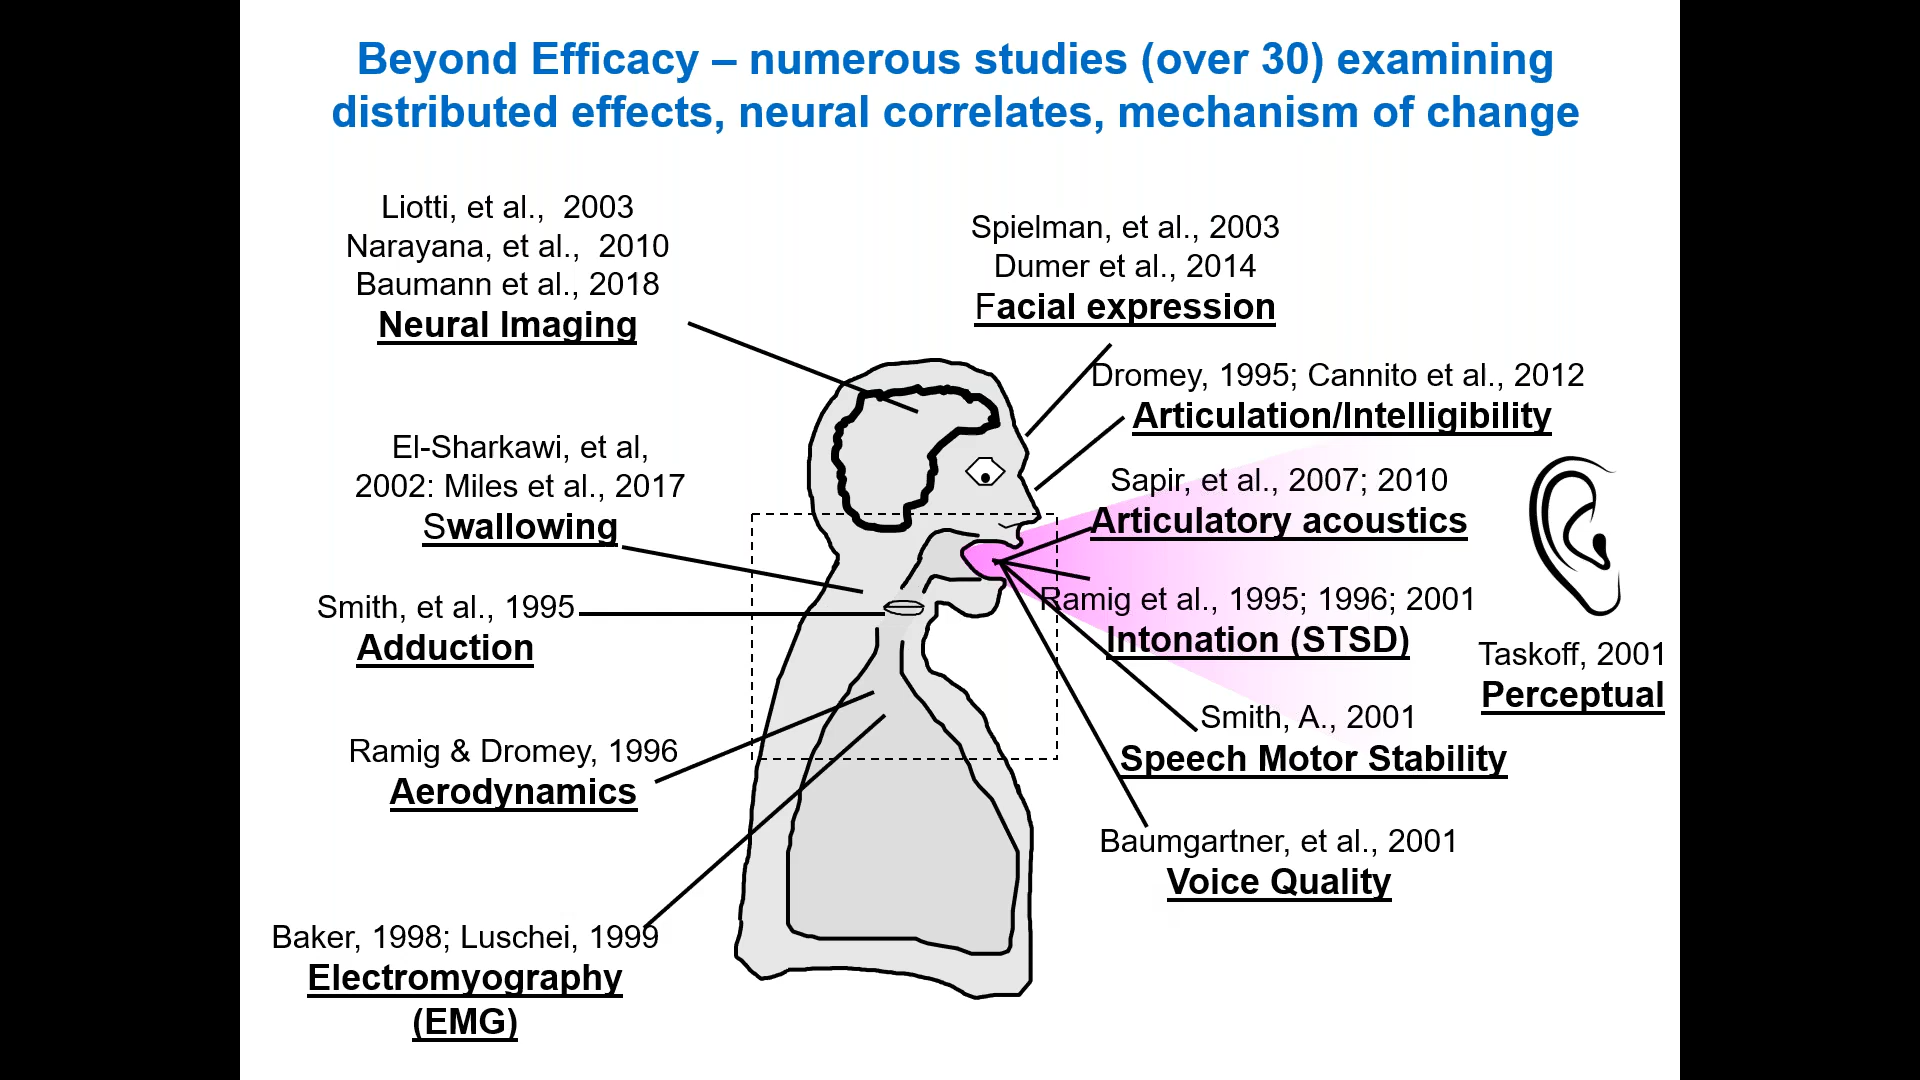 Beyond Efficacy – numerous studies (over 30) examining
distributed effects, neural correlates, mechanism of change
Liotti, et al.,  2003
Narayana, et al.,  2010
Baumann et al., 2018
Neural Imaging
Spielman, et al., 2003
Dumer et al., 2014
Facial expression
Dromey, 1995; Cannito et al., 2012
Articulation/Intelligibility
El-Sharkawi, et al,
2002: Miles et al., 2017
Swallowing
Sapir, et al., 2007; 2010
Articulatory acoustics
Smith, et al., 1995
Adduction
Ramig et al., 1995; 1996; 2001
Intonation (STSD)
Taskoff, 2001
Perceptual
Ramig & Dromey, 1996
Aerodynamics
Smith, A., 2001
Speech Motor Stability
Baumgartner, et al., 2001
Voice Quality
Baker, 1998; Luschei, 1999
Electromyography
(EMG)